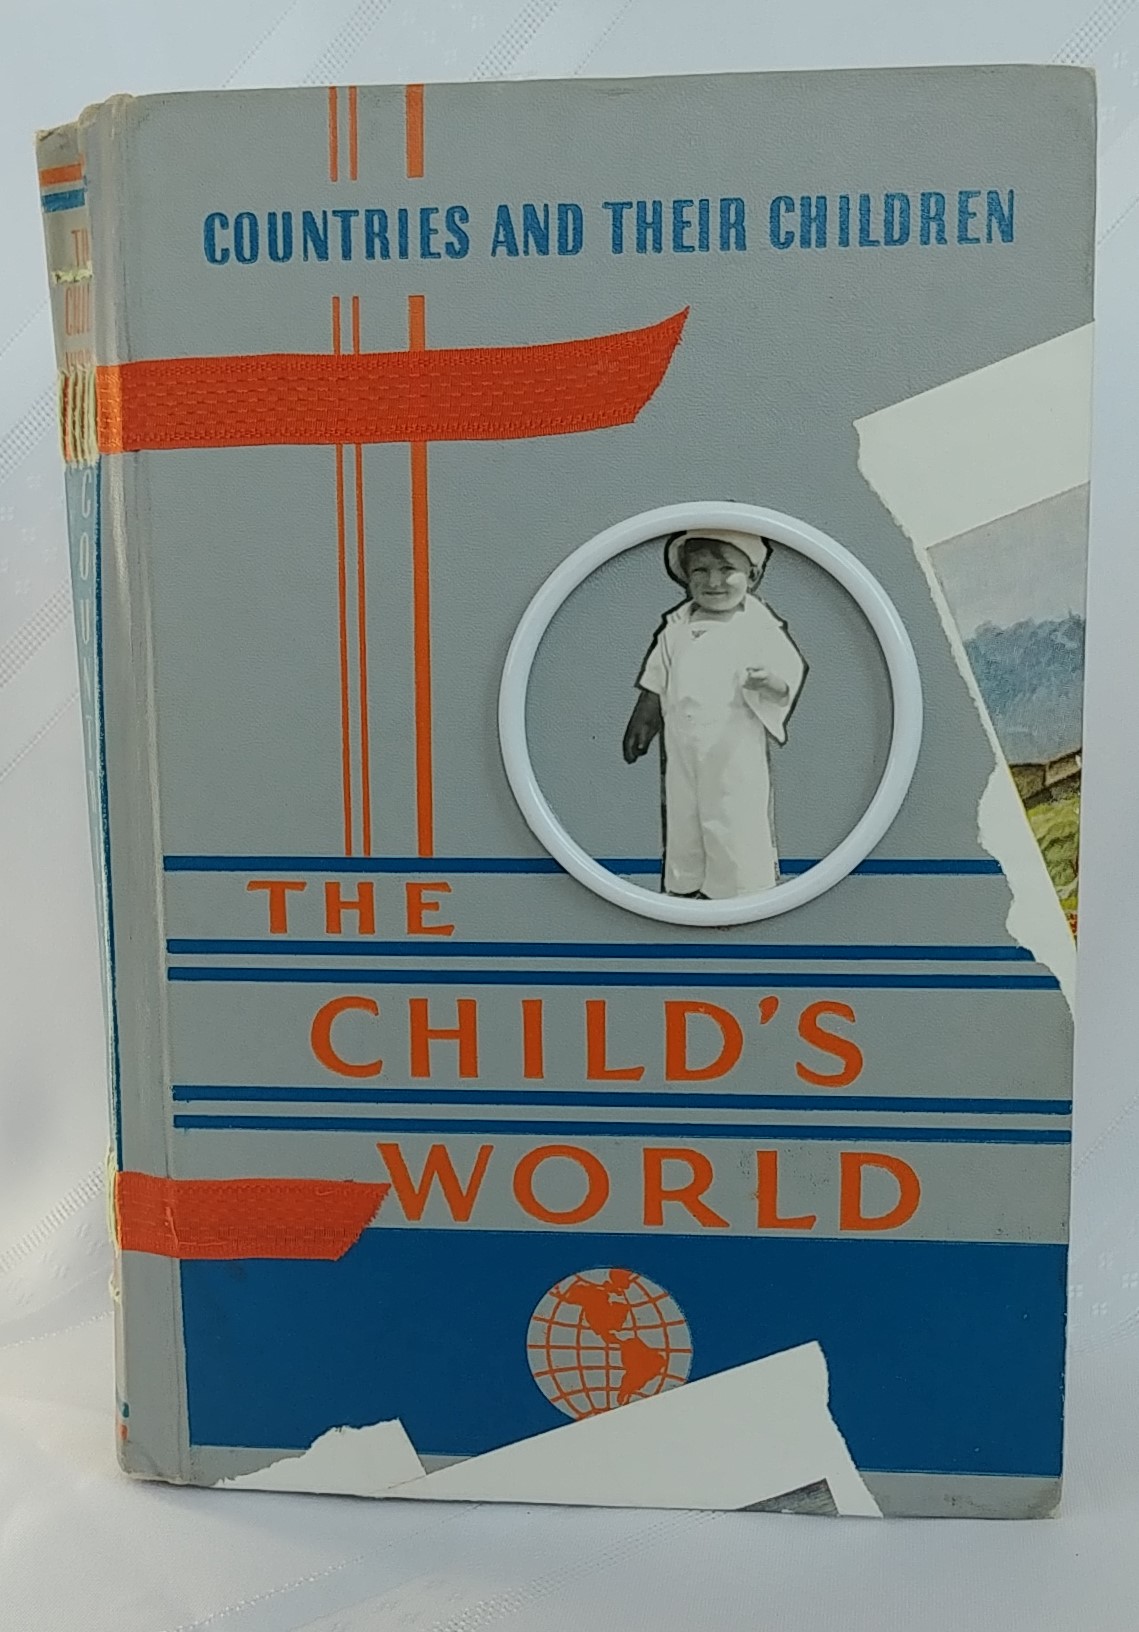 COUNTRIES AND THEIR CHILDREN
THE
CHILD'S
WORLD